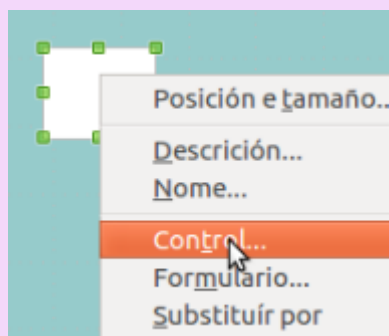 Posición e tamaño..
Descrición...
Nome...
Control...
Formulario...
Substituír por